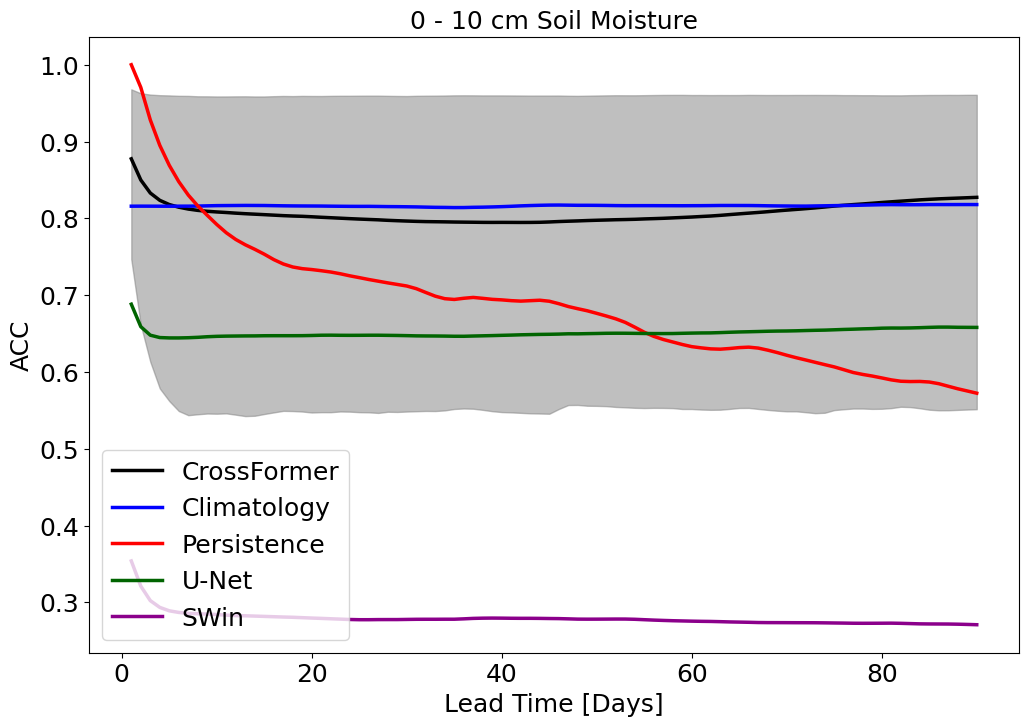 0 - 10 cm Soil Moisture
ACC
1.0
0.9
0.8
0.7
0.6
0.5
0.4
0.3
CrossFormer
Climatology
Persistence
U-Net
SWin
0 20 40 60 80
Lead Time [Days]